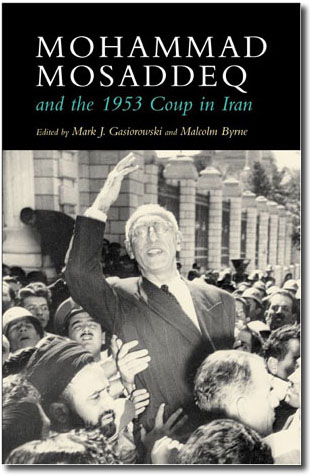 MOHAMMAD
MOSADDEQ
and the 1953 Coup in Iran
Edited by Mark J. Gasiorowski and Malcolm Byrne